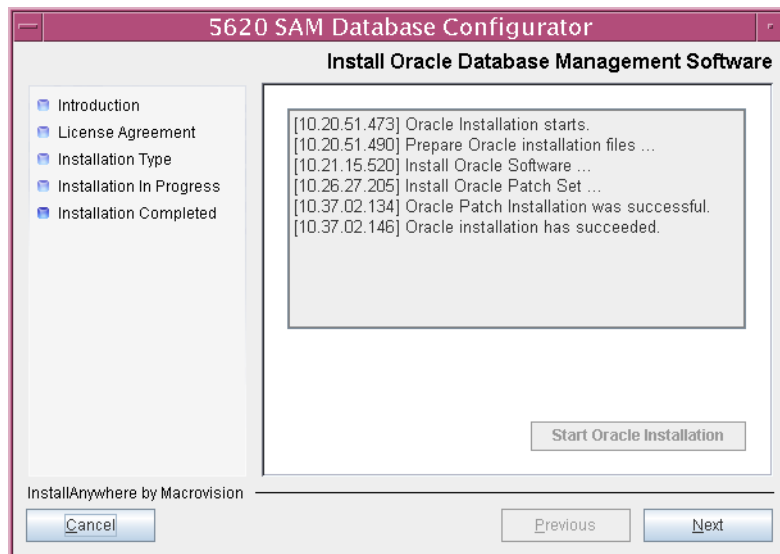 5620 SAM Database Configurator
Install Oracle Database Management Software
Introduction
License Agreement
Installation Type
Installation In Progress
Installation Completed
[10.20.51.473] Oracle Installation starts.
[10.20.51.490] Prepare Oracle installation files ...
[10.21.15.520] Install Oracle Software ...
[10.26.27.205] Install Oracle Patch Set ...
[10.37.02.134] Oracle Patch Installation was successful.
[10.37.02.146] Oracle installation has succeeded.
Start Oracle Installation
InstallAnywhere by Macrovision
Cancel
Previous
Next